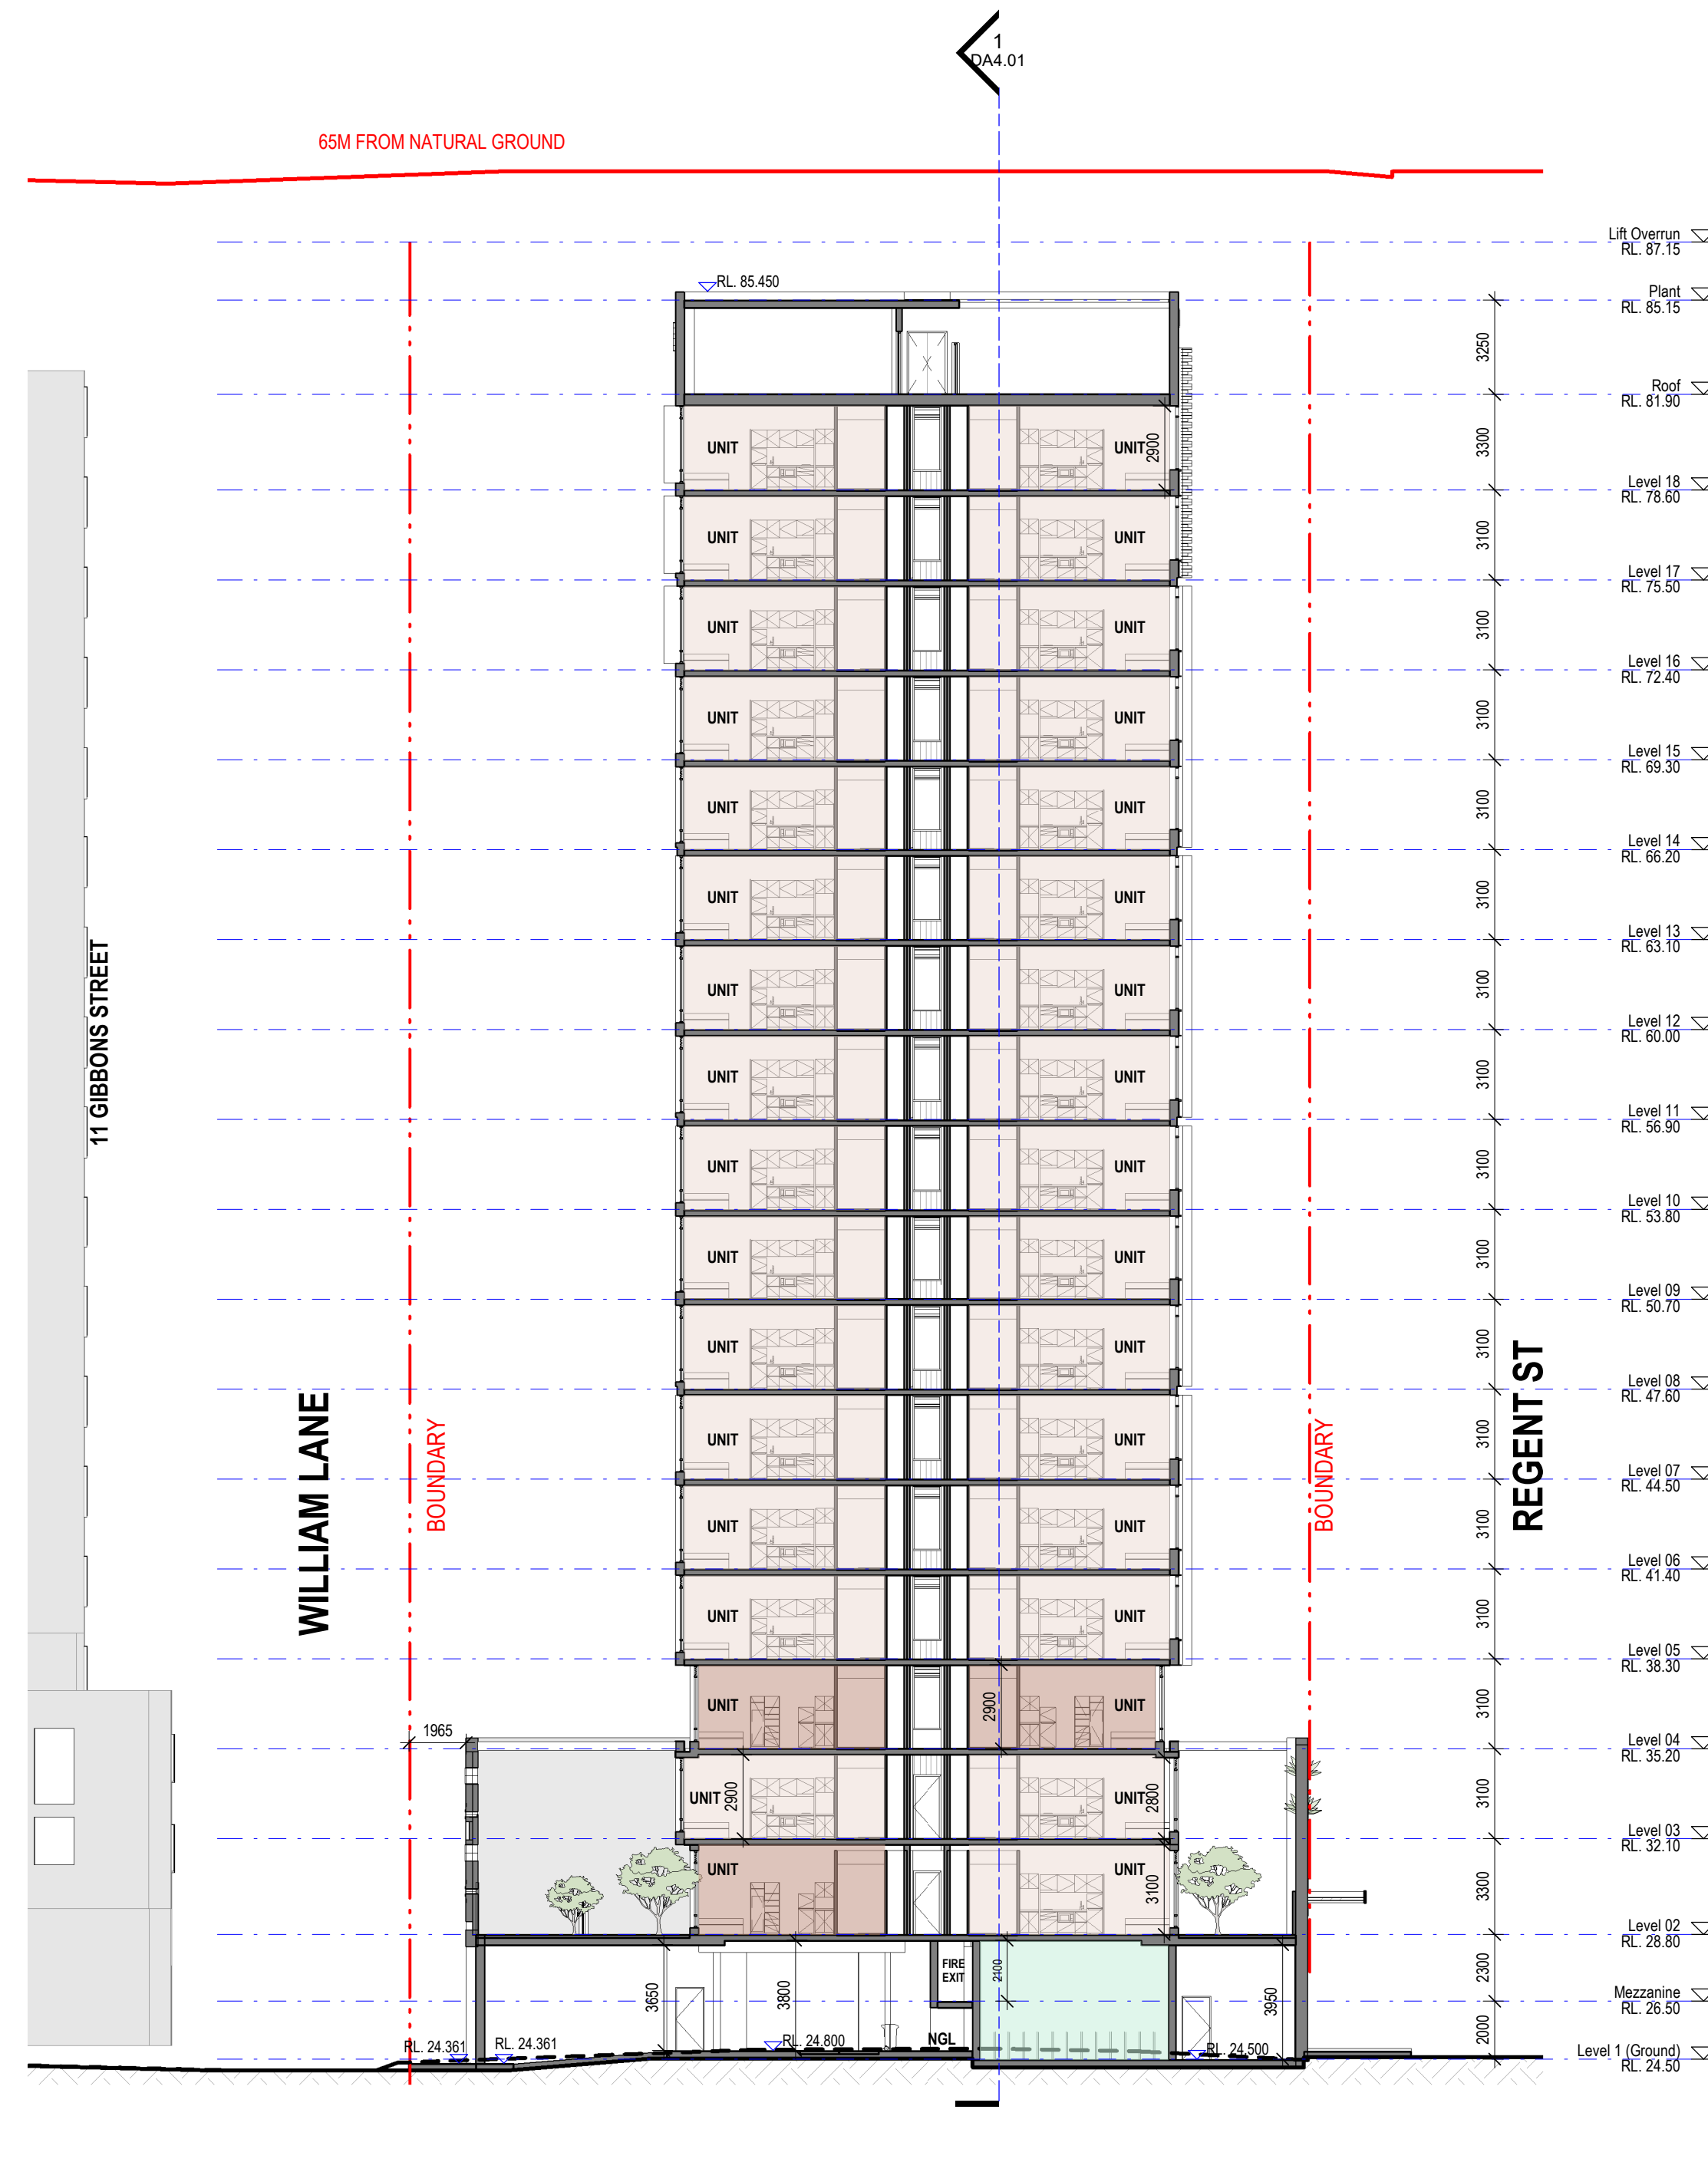 1
DA4.01
65M FROM NATURAL GROUND
Lift Overrun
RL. 87.15
RL. 85.450
Plant
RL. 85.15
3250
Roof
RL. 81.90
UNIT
UNIT
2900
3300
Level 18
RL. 78.60
UNIT
UNIT
3100
Level 17
RL. 75.50
UNIT
UNIT
3100
Level 16
RL. 72.40
UNIT
UNIT
3100
Level 15
RL. 69.30
UNIT
UNIT
3100
Level 14
RL. 66.20
UNIT
UNIT
3100
Level 13
RL. 63.10
UNIT
UNIT
3100
Level 12
RL. 60.00
UNIT
UNIT
3100
Level 11
RL. 56.90
UNIT
UNIT
3100
Level 10
RL. 53.80
UNIT
UNIT
3100
Level 09
RL. 50.70
UNIT
UNIT
3100
Level 08
RL. 47.60
UNIT
UNIT
3100
Level 07
RL. 44.50
UNIT
UNIT
3100
Level 06
RL. 41.40
UNIT
UNIT
3100
Level 05
RL. 38.30
UNIT
2900
UNIT
3100
Level 04
RL. 35.20
1965
UNIT
2900
UNIT
2800
3100
Level 03
RL. 32.10
UNIT
UNIT
3100
3300
Level 02
RL. 28.80
FIRE
EXIT
2100
2300
3650
3800
3950
Mezzanine
RL. 26.50
2000
RL. 24.361
RL. 24.361
RL. 24.800
NGL
RL. 24.500
Level 1 (Ground)
RL. 24.50
11 GIBBONS STREET
WILLIAM LANE
BOUNDARY
BOUNDARY
REGENT ST